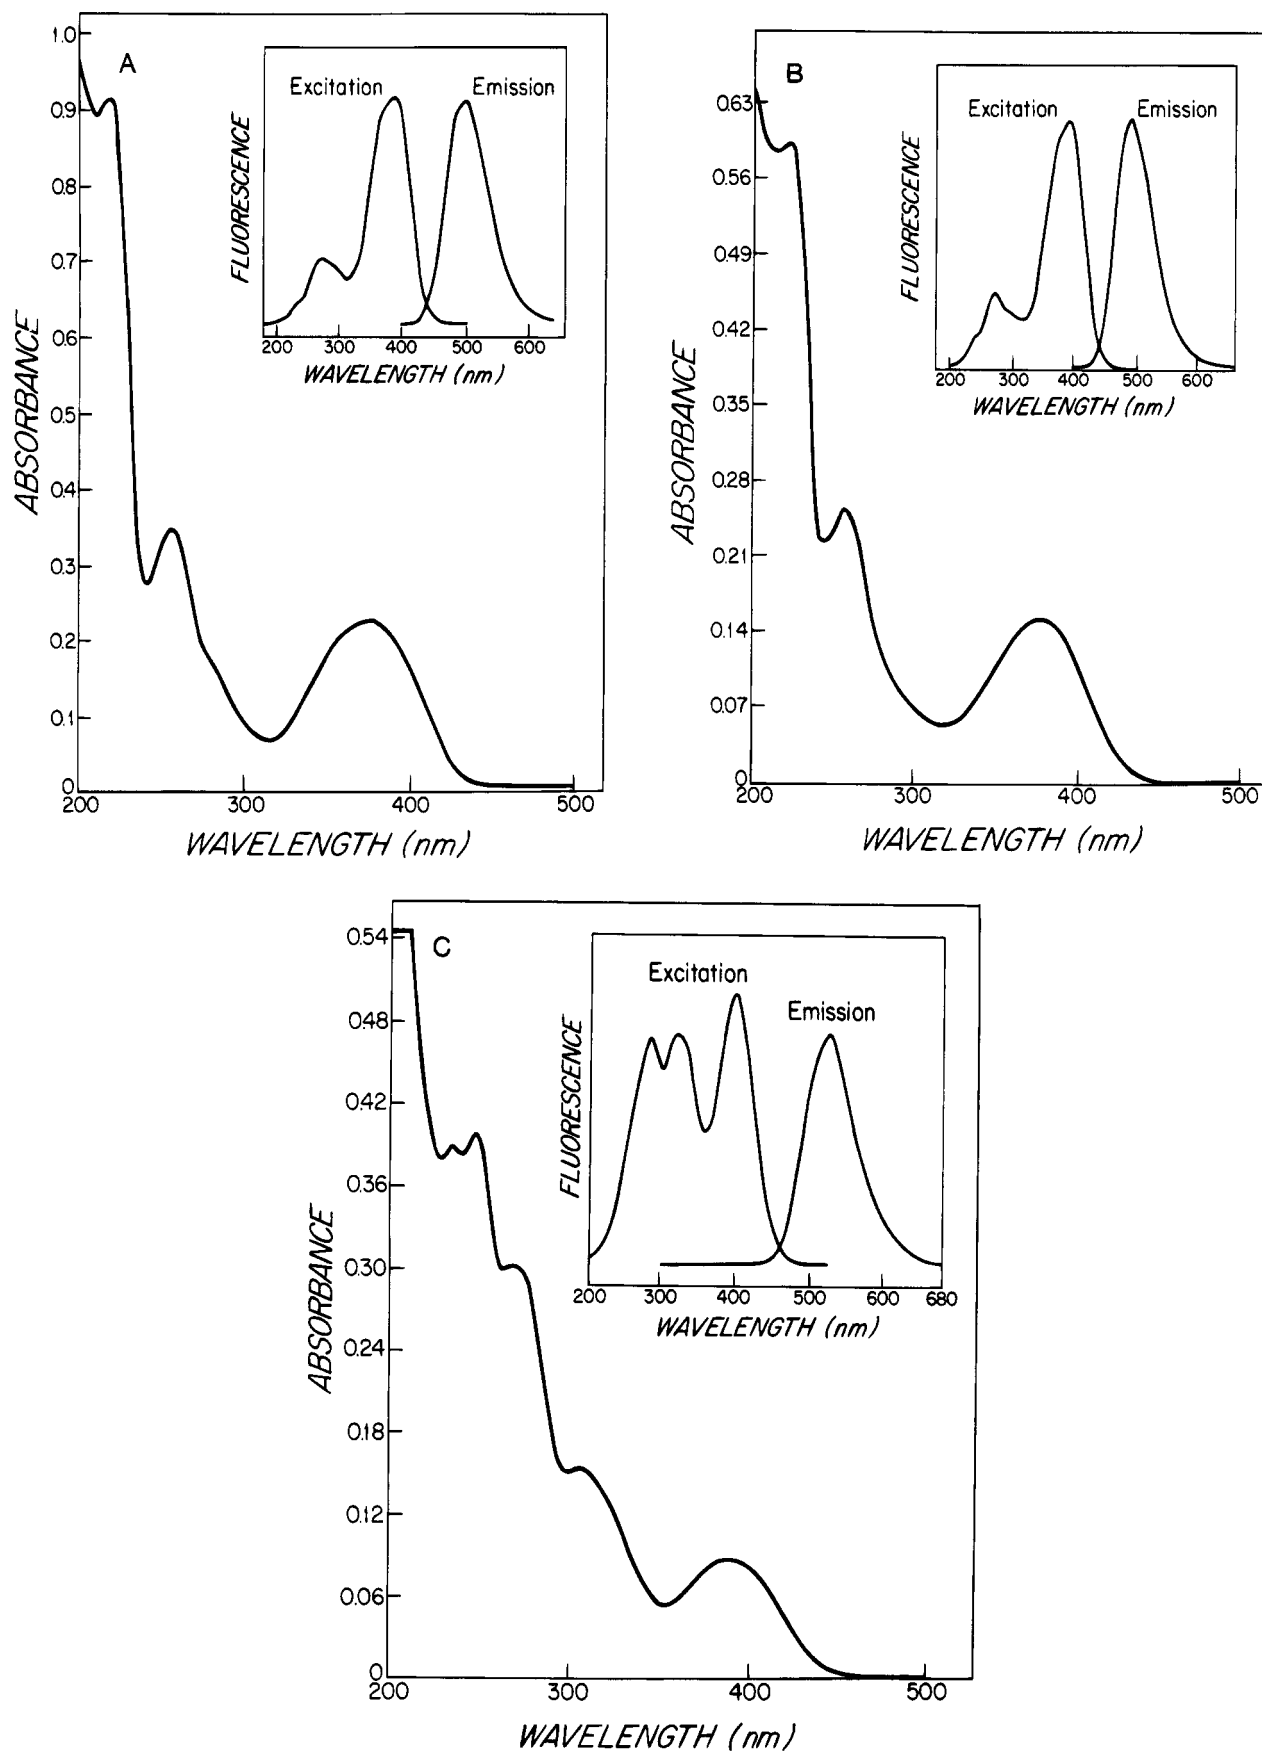 A
1.0
0.9
0.8
0.7
0.6
0.5
0.4
0.3
0.2
0.1
0
ABSORBANCE
200 300 400 500
WAVELENGTH (nm)
Excitation Emission
FLUORESCENCE
200 300 400 500 600
WAVELENGTH (nm)
B
0.63
0.56
0.49
0.42
0.35
0.28
0.21
0.14
0.07
0
ABSORBANCE
200 300 400 500
WAVELENGTH (nm)
Excitation Emission
FLUORESCENCE
200 300 400 500 600
WAVELENGTH (nm)
C
0.54
0.48
0.42
0.36
0.30
0.24
0.18
0.12
0.06
0
ABSORBANCE
200 300 400 500
WAVELENGTH (nm)
Excitation
Emission
FLUORESCENCE
200 300 400 500 600 680
WAVELENGTH (nm)